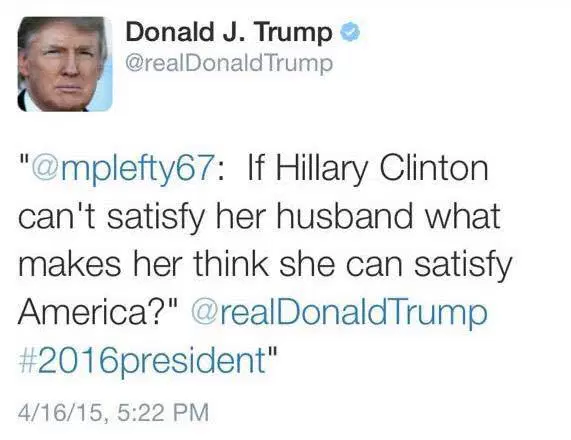 Donald J. Trump
@realDonaldTrump
"@mplefty67: If Hillary Clinton
can't satisfy her husband what
makes her think she can satisfy
America?" @realDonaldTrump
#2016president"
4/16/15, 5:22 PM